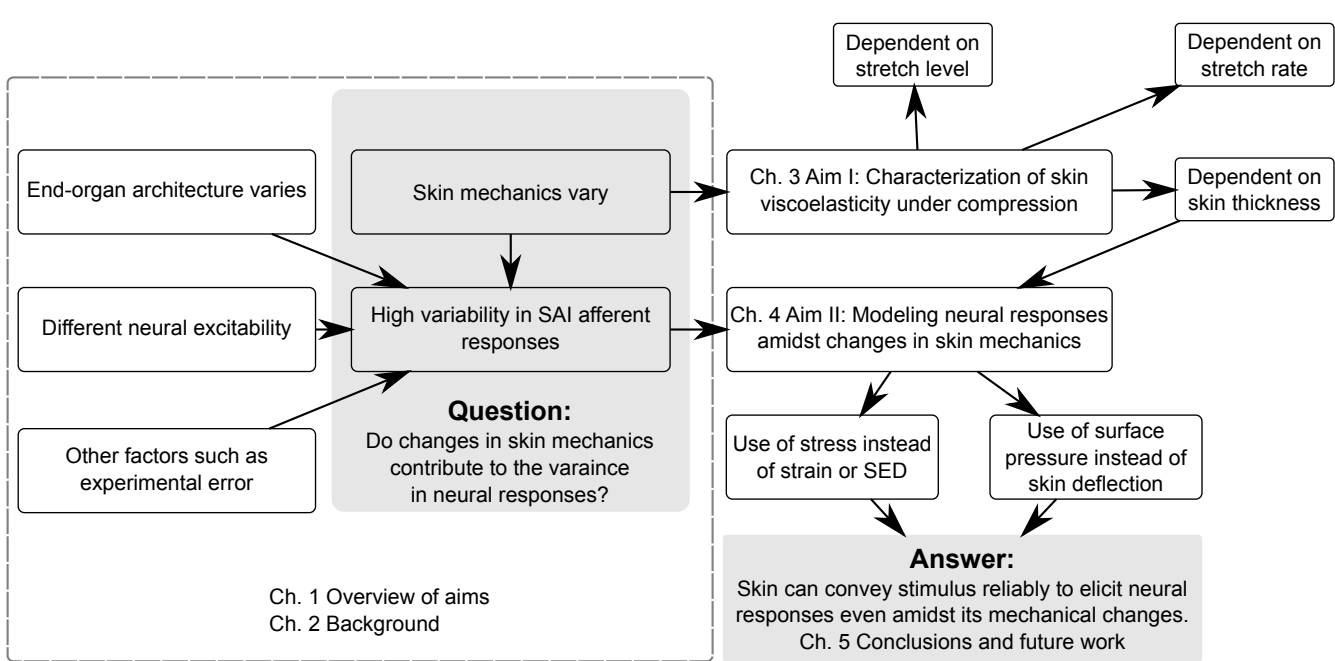 Dependent on
stretch level
Dependent on
stretch rate
End-organ architecture varies
Skin mechanics vary
Ch. 3 Aim I: Characterization of skin
viscoelasticity under compression
Dependent on
skin thickness
Different neural excitability
High variability in SAI afferent
responses
Ch. 4 Aim II: Modeling neural responses
amidst changes in skin mechanics
Other factors such as
experimental error
Question:
Do changes in skin mechanics
contribute to the varaince
in neural responses?
Use of stress instead
of strain or SED
Use of surface
pressure instead of
skin deflection
Answer:
Skin can convey stimulus reliably to elicit neural
responses even amidst its mechanical changes.
Ch. 5 Conclusions and future work
Ch. 1 Overview of aims
Ch. 2 Background